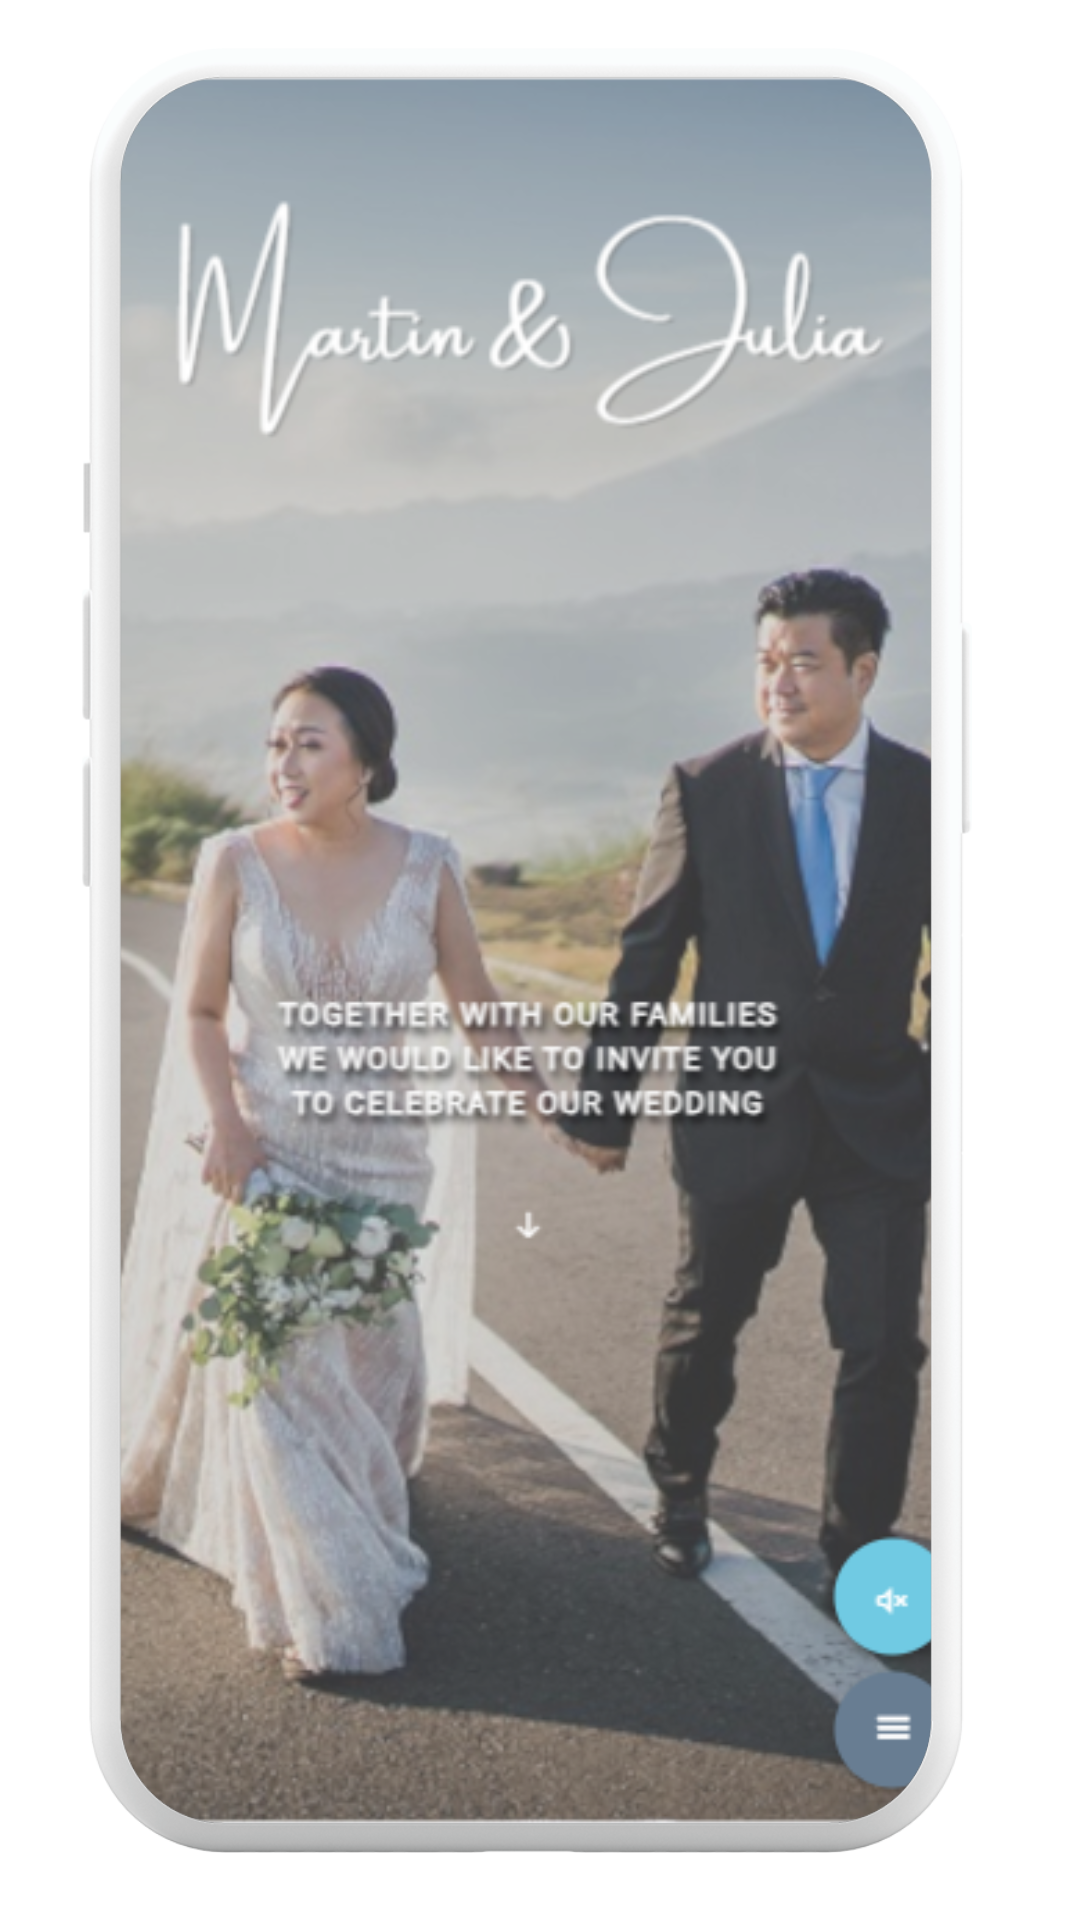 Martin & Julia
TOGETHER WITH OUR FAMILIES
WE WOULD LIKE TO INVITE YOU
TO CELEBRATE OUR WEDDING